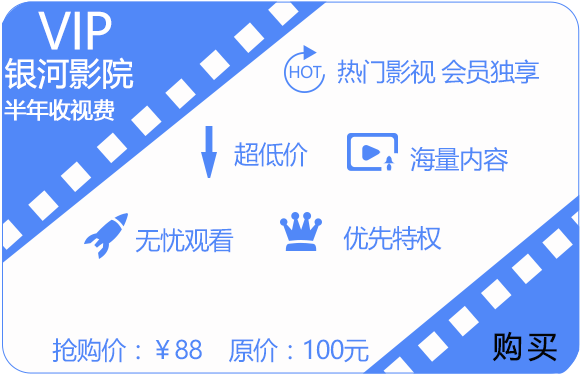 VIP
银河影院
半年收视费
HOT
热门影视 会员独享
超低价
海量内容
无忧观看
优先特权
抢购价：￥88 原价：100元
购买